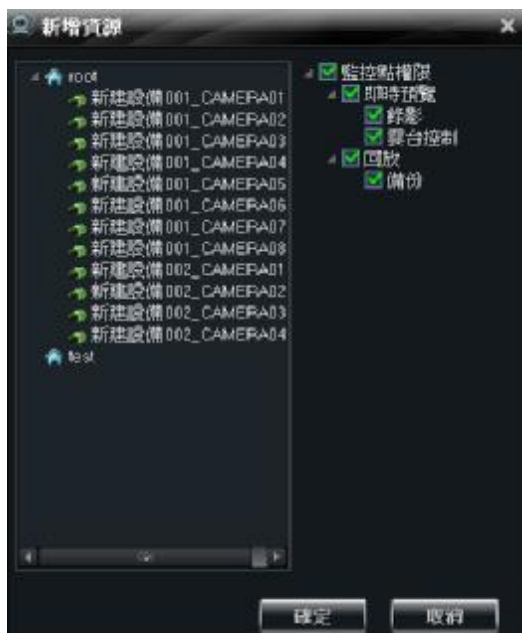 新增資源
root
新建設備001_CAMERA01
新建設備001_CAMERA02
新建設備001_CAMERA03
新建設備001_CAMERA04
新建設備001_CAMERA05
新建設備001_CAMERA06
新建設備001_CAMERA07
新建設備001_CAMERA08
新建設備002_CAMERA01
新建設備002_CAMERA02
新建設備002_CAMERA03
新建設備002_CAMERA04
test
監控點權限
即時預覽
錄影
雲台控制
回放
備份
確定
取消